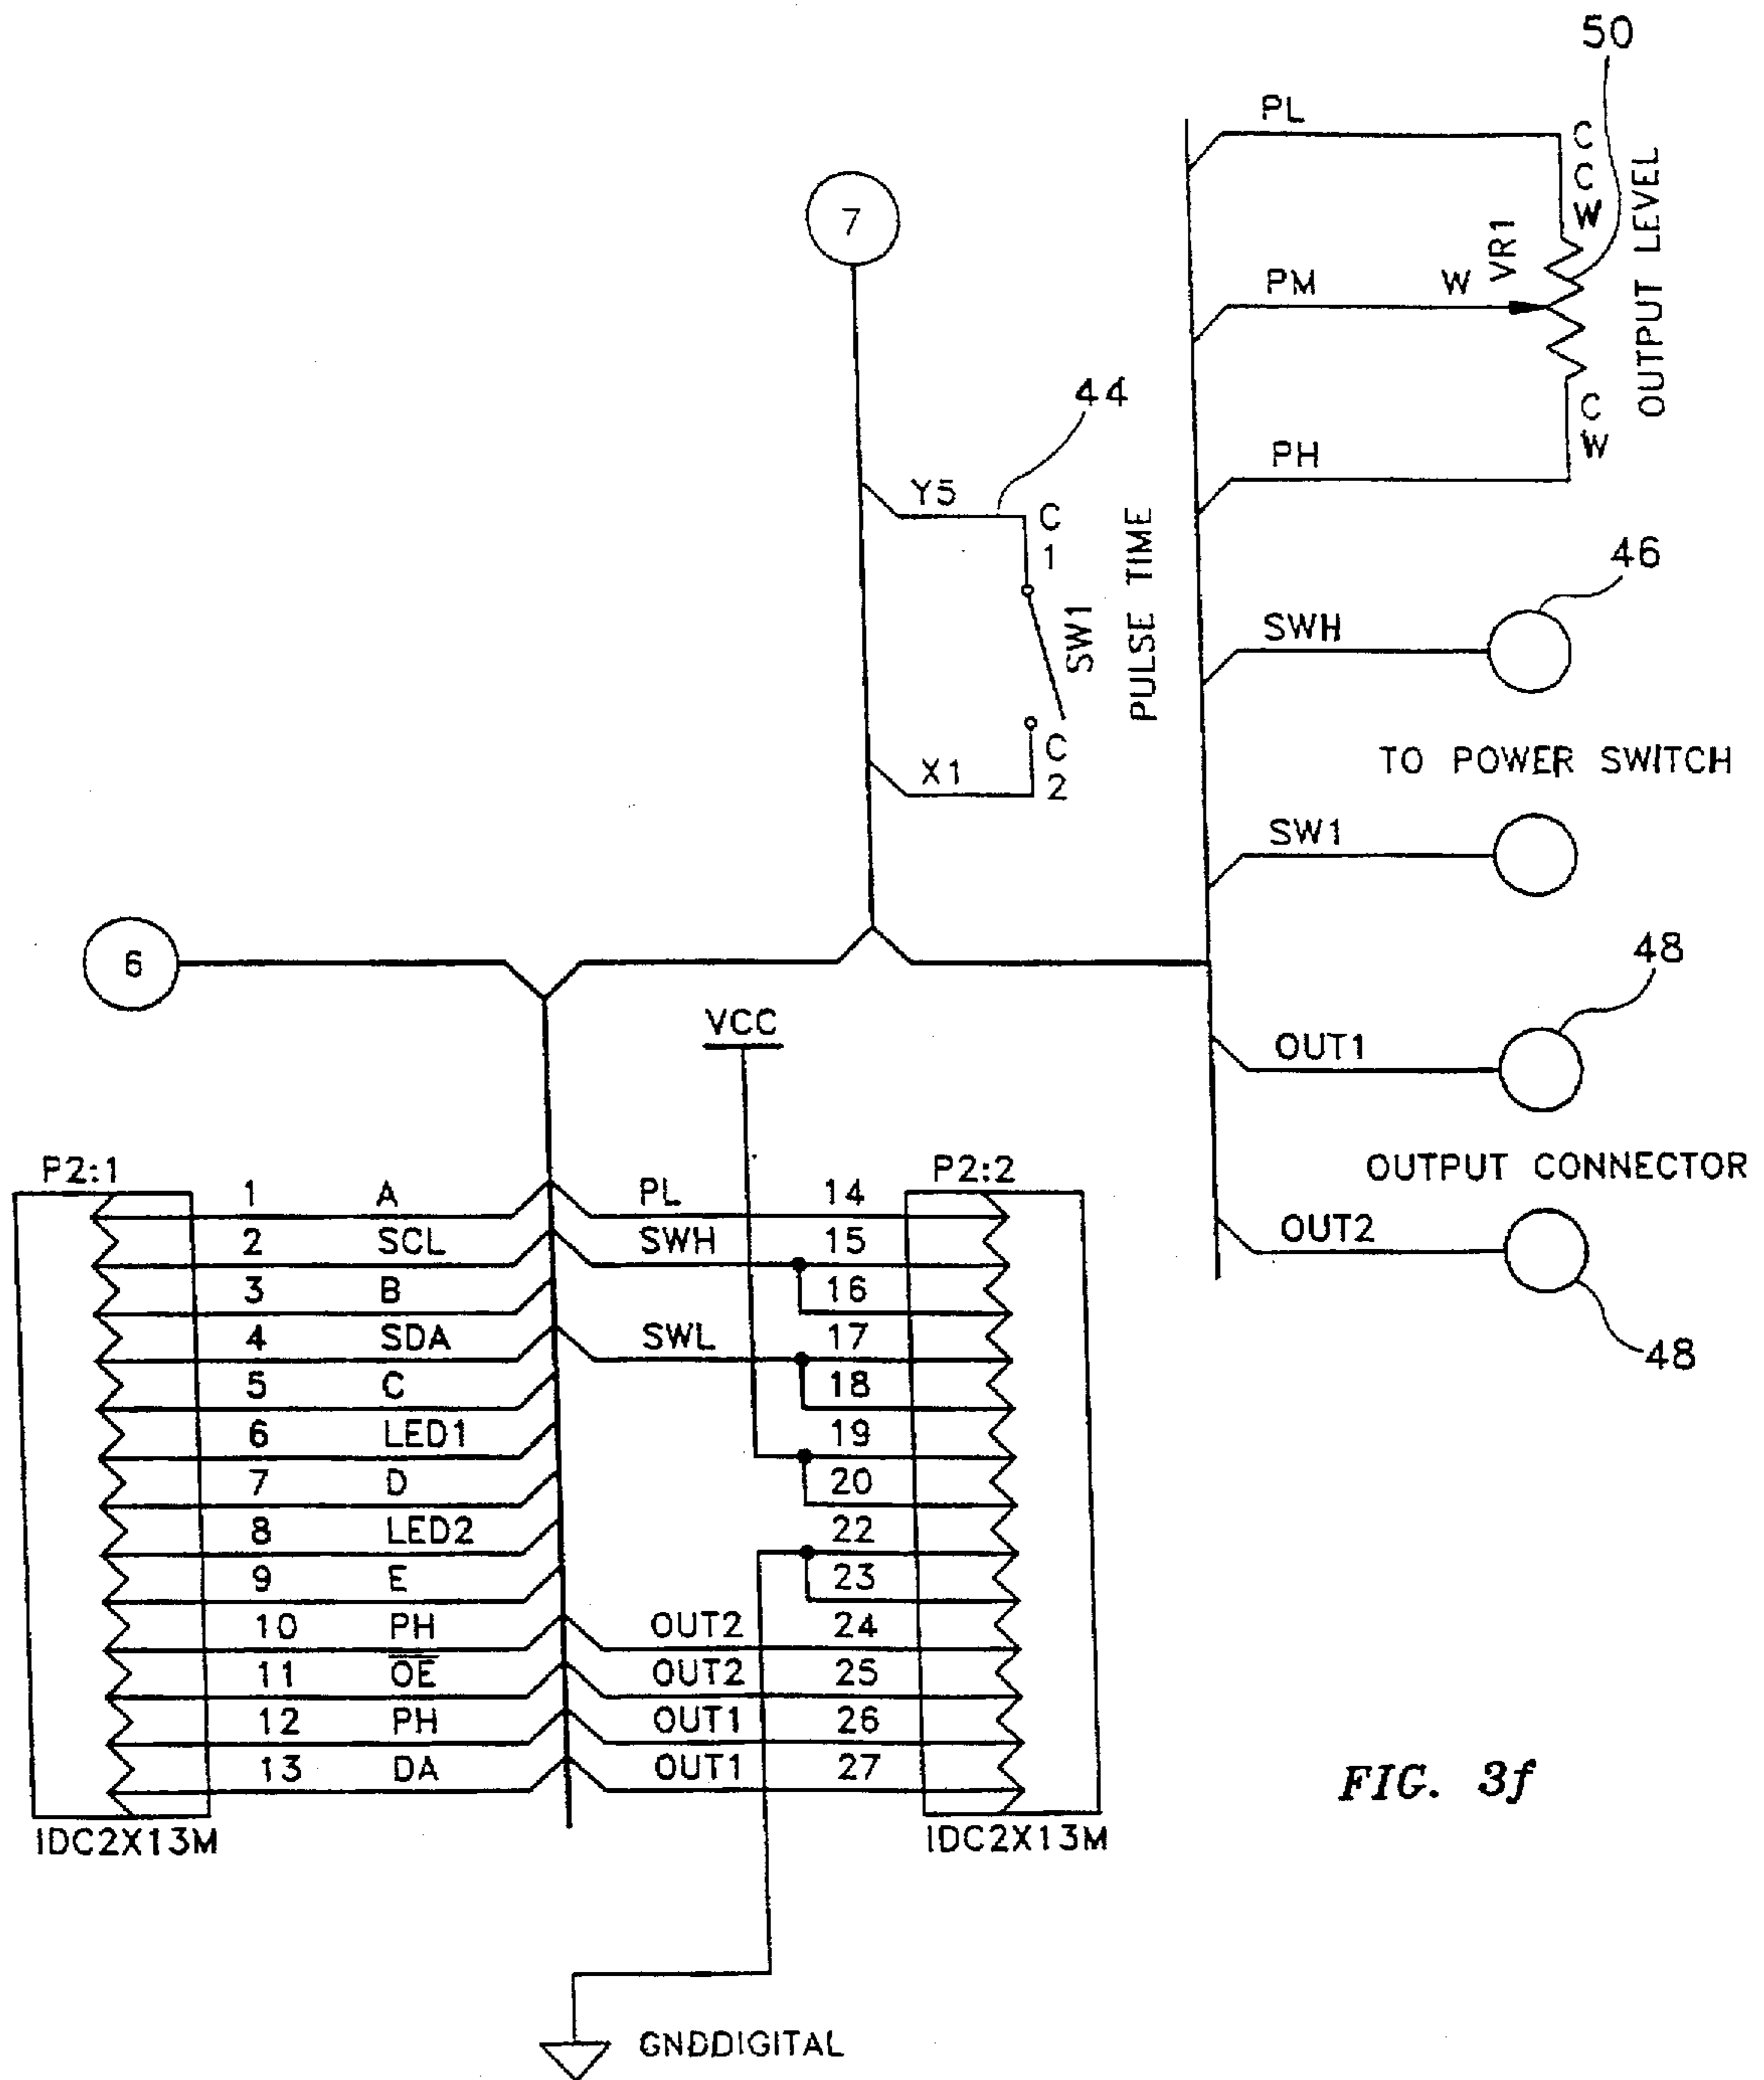 50
PL
C
C
W
7
VR1
OUTPUT LEVEL
PM W
44
C
W
PH
Y5
C
1
PULSE TIME
46
SW1
SWH
X1
C
2
TO POWER SWITCH
SW1
6
48
VCC
OUT1
P2:1
P2:2
OUTPUT CONNECTOR
1 A PL 14
2 SCL SWH 15
OUT2
3 B 16
4 SDA SWL 17
48
5 C 18
6 LED1 19
7 D 20
8 LED2 22
9 E 23
10 PH OUT2 24
11 O̅E̅ OUT2 25
12 PH OUT1 26
13 DA OUT1 27
FIG. 3f
IDC2X13M
IDC2X13M
GNDDIGITAL